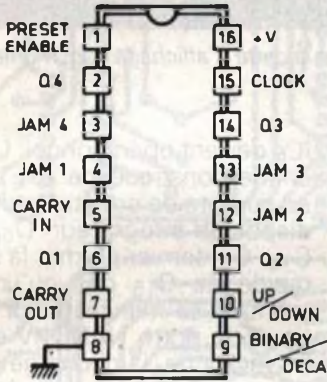 PRESET
ENABLE
1
16
+V
Q4
2
15
CLOCK
JAM 4
3
14
Q3
JAM 1
4
13
JAM 3
CARRY
IN
5
12
JAM 2
Q1
6
11
Q2
CARRY
OUT
7
10
UP/
DOWN
8
9
BINARY/
DECA